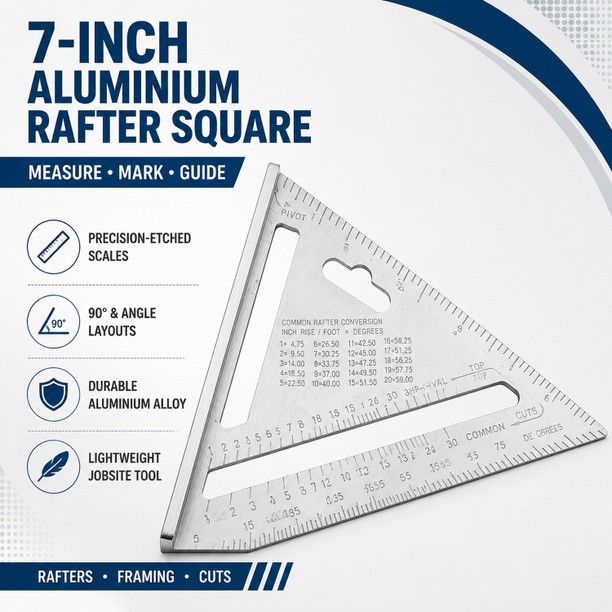 7-INCH
ALUMINIUM
RAFTER SQUARE
MEASURE • MARK • GUIDE
PRECISION-ETCHED
SCALES
90°
90° & ANGLE
LAYOUTS
DURABLE
ALUMINIUM ALLOY
LIGHTWEIGHT
JOBSITE TOOL
PIVOT
COMMON RAFTER CONVERSION
INCH RISE / FOOT = DEGREES
1= 4,75 6=26.50 11=42.50 16=56,25
2= 9,50 7=30.25 12=45.00 17=51,25
3=14.00 8=33.75 13=47.25 18=56.25
4=18.50 9=37.00 14=49.50 19=57.75
5=22,50 10=40.00 15=51.50 20=59.00
TOP
COMMON
CUTS
DE GREES
RAFTERS • FRAMING • CUTS